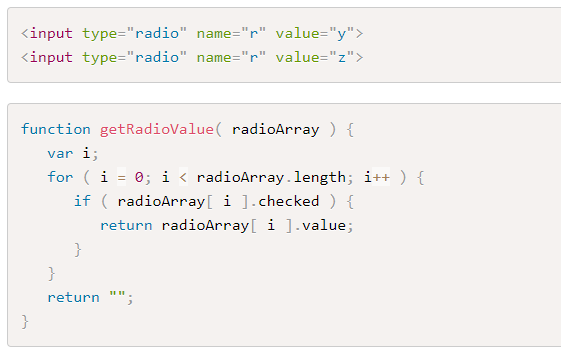 <input type="radio" name="r" value="y">
<input type="radio" name="r" value="z">
function getRadioValue( radioArray ) {
   var i;
   for ( i = 0; i < radioArray.length; i++ ) {
      if ( radioArray[ i ].checked ) {
         return radioArray[ i ].value;
      }
   }
   return "";
}